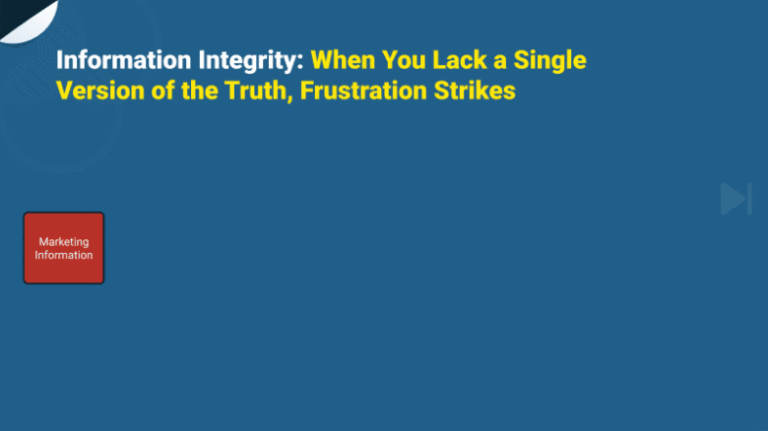 Information Integrity: When You Lack a Single
Version of the Truth, Frustration Strikes
Marketing
Information